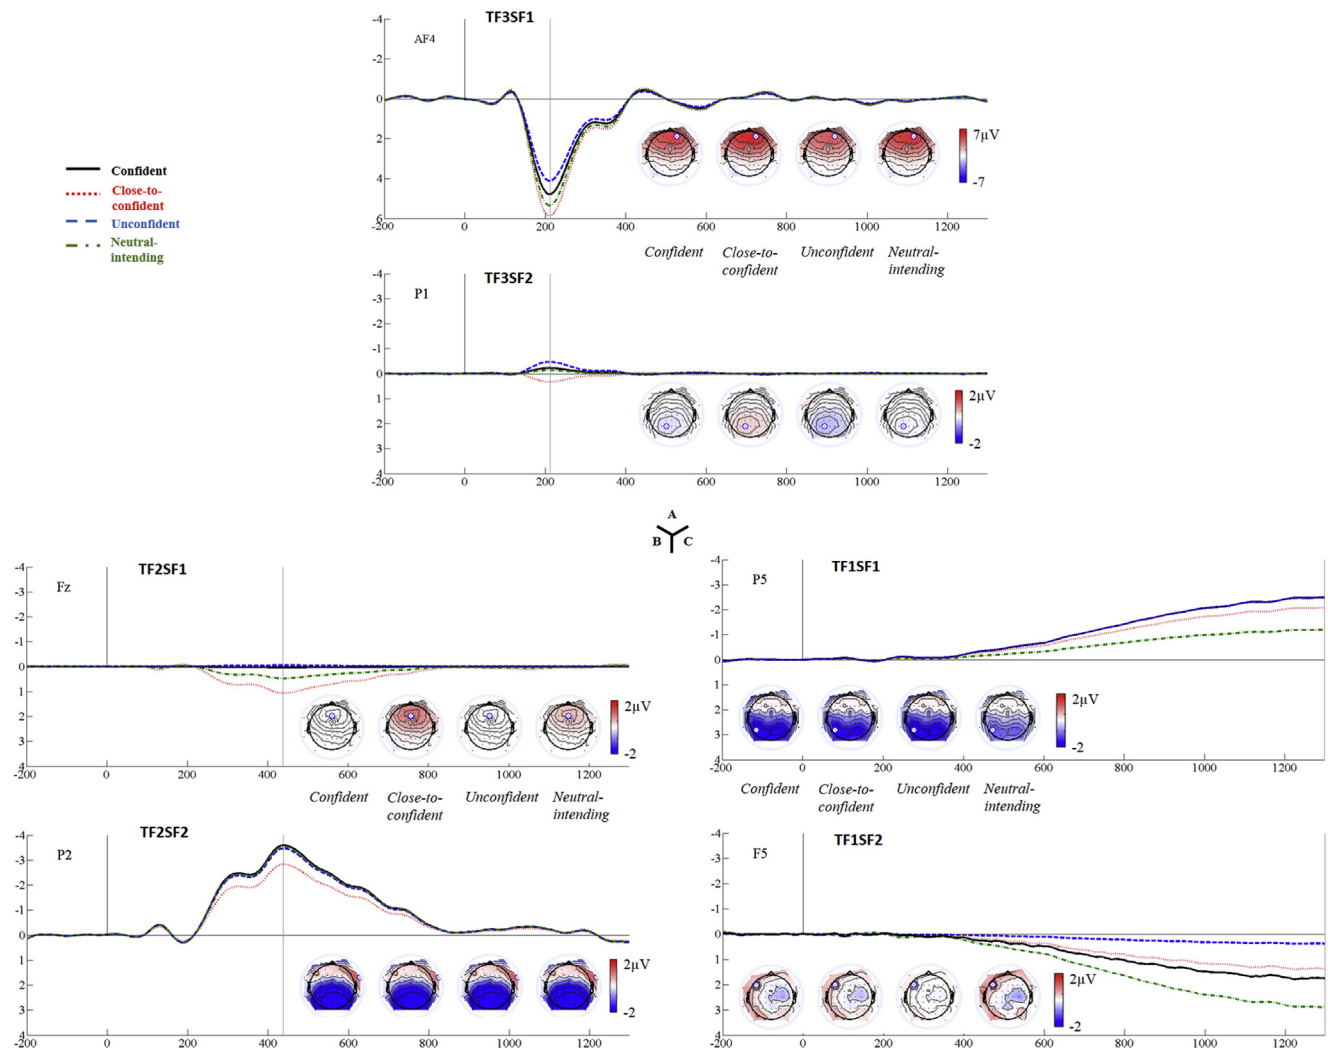 TF3SF1
AF4
-4
-2
0
2
4
6
-200
0
200
400
600
800
1000
1200
7µV
-7
Confident
Close-to-
confident
Unconfident
Neutral-
intending
Confident
Close-to-
confident
Unconfident
Neutral-
intending
TF3SF2
P1
-4
-3
-2
-1
0
1
2
3
4
-200
0
200
400
600
800
1000
1200
2µV
-2
A
B
C
TF2SF1
Fz
-4
-3
-2
-1
0
1
2
3
4
-200
0
200
400
600
800
1000
1200
2µV
-2
Confident
Close-to-
confident
Unconfident
Neutral-
intending
TF2SF2
P2
-4
-3
-2
-1
0
1
2
3
4
-200
0
200
400
600
800
1000
1200
2µV
-2
TF1SF1
P5
-4
-3
-2
-1
0
1
2
3
4
-200
0
200
400
600
800
1000
1200
2µV
-2
Confident
Close-to-
confident
Unconfident
Neutral-
intending
TF1SF2
F5
-4
-3
-2
-1
0
1
2
3
4
-200
0
200
400
600
800
1000
1200
2µV
-2